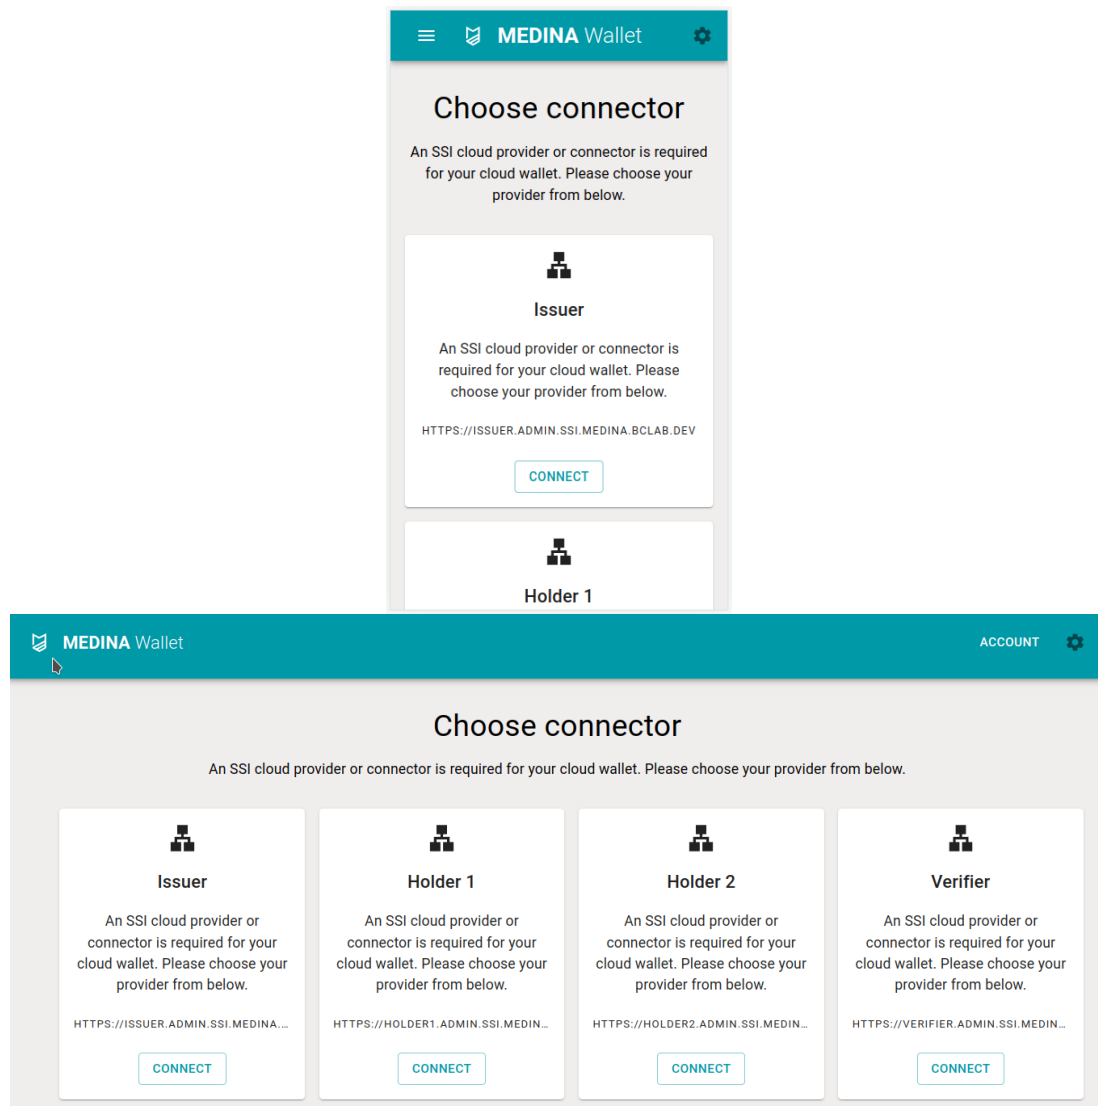 MEDINA Wallet
Choose connector
An SSI cloud provider or connector is required
for your cloud wallet. Please choose your
provider from below.
Issuer
An SSI cloud provider or connector is
required for your cloud wallet. Please
choose your provider from below.
HTTPS://ISSUER.ADMIN.SSI.MEDINA.BCLAB.DEV
CONNECT
Holder 1
MEDINA Wallet
ACCOUNT
Choose connector
An SSI cloud provider or connector is required for your cloud wallet. Please choose your provider from below.
Issuer
An SSI cloud provider or
connector is required for your
cloud wallet. Please choose your
provider from below.
HTTPS://ISSUER.ADMIN.SSI.MEDINA....
CONNECT
Holder 1
An SSI cloud provider or
connector is required for your
cloud wallet. Please choose your
provider from below.
HTTPS://HOLDER1.ADMIN.SSI.MEDIN...
CONNECT
Holder 2
An SSI cloud provider or
connector is required for your
cloud wallet. Please choose your
provider from below.
HTTPS://HOLDER2.ADMIN.SSI.MEDIN...
CONNECT
Verifier
An SSI cloud provider or
connector is required for your
cloud wallet. Please choose your
provider from below.
HTTPS://VERIFIER.ADMIN.SSI.MEDIN...
CONNECT